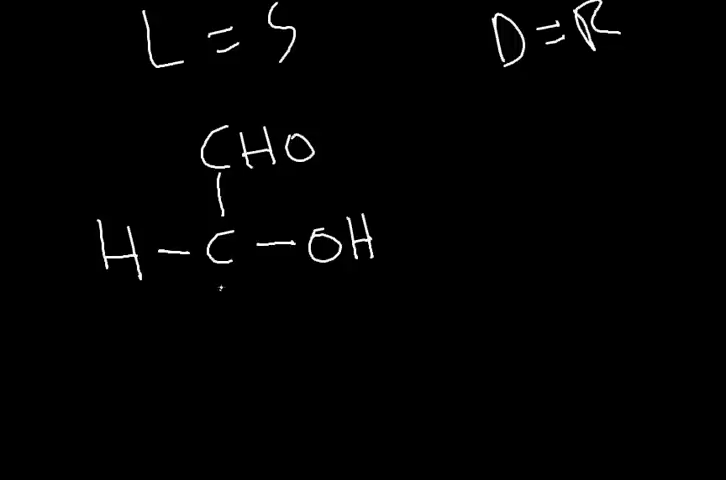 L = S D = R
CHO
H - C - OH